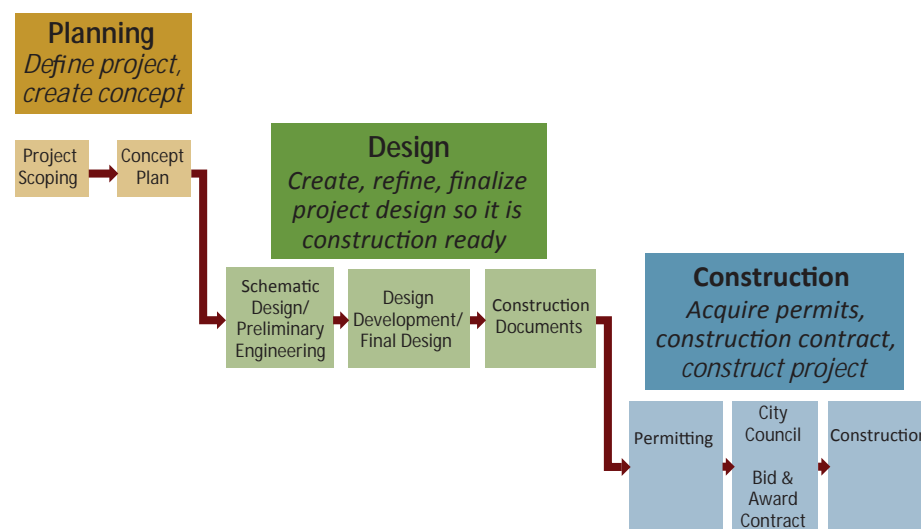 Planning
Define project,
create concept
Project
Scoping
Concept
Plan
Design
Create, refine, finalize
project design so it is
construction ready
Schematic
Design/
Preliminary
Engineering
Design
Development/
Final Design
Construction
Documents
Construction
Acquire permits,
construction contract,
construct project
Permitting
City
Council
Bid &
Award
Contract
Construction